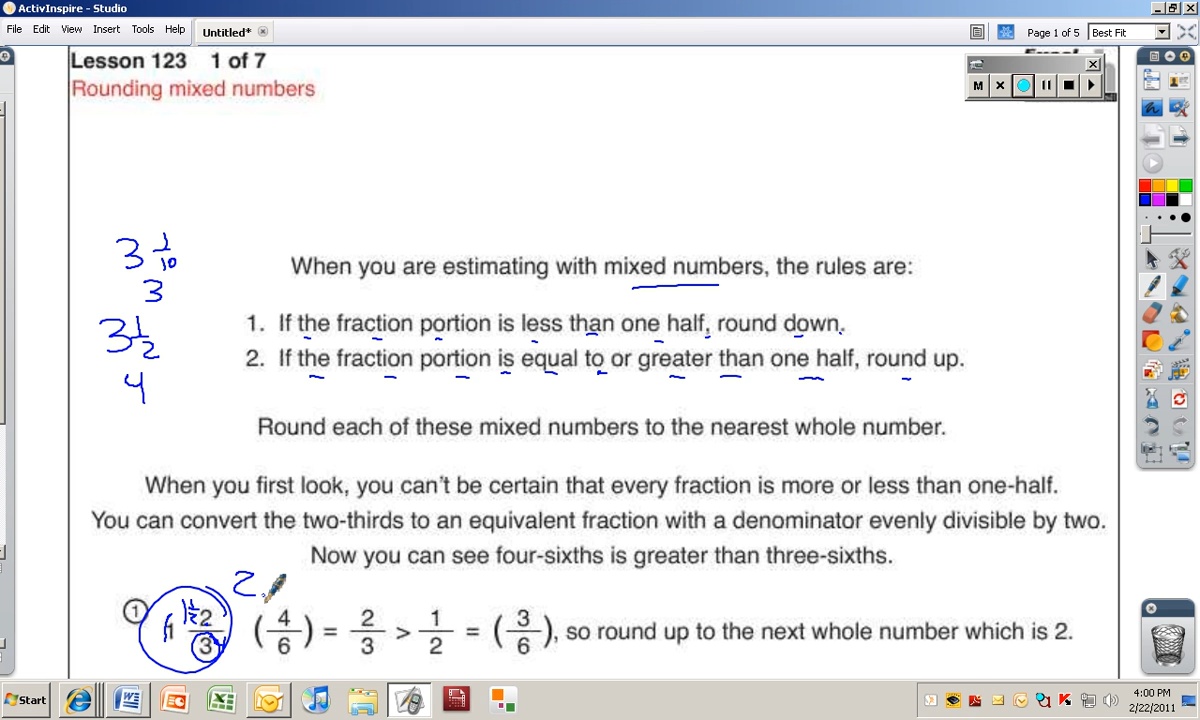 ActivInspire - Studio
File Edit View Insert Tools Help Untitled* Page 1 of 5 Best Fit
Lesson 123 1 of 7
Rounding mixed numbers
M
3 1/10
3
3 1/2
4
When you are estimating with mixed numbers, the rules are:
1. If the fraction portion is less than one half, round down.
2. If the fraction portion is equal to or greater than one half, round up.
Round each of these mixed numbers to the nearest whole number.
When you first look, you can't be certain that every fraction is more or less than one-half.
You can convert the two-thirds to an equivalent fraction with a denominator evenly divisible by two.
Now you can see four-sixths is greater than three-sixths.
2
1 1 2/3 (4/6) = 2/3 > 1/2 = (3/6), so round up to the next whole number which is 2.
Start
4:00 PM
2/22/2011